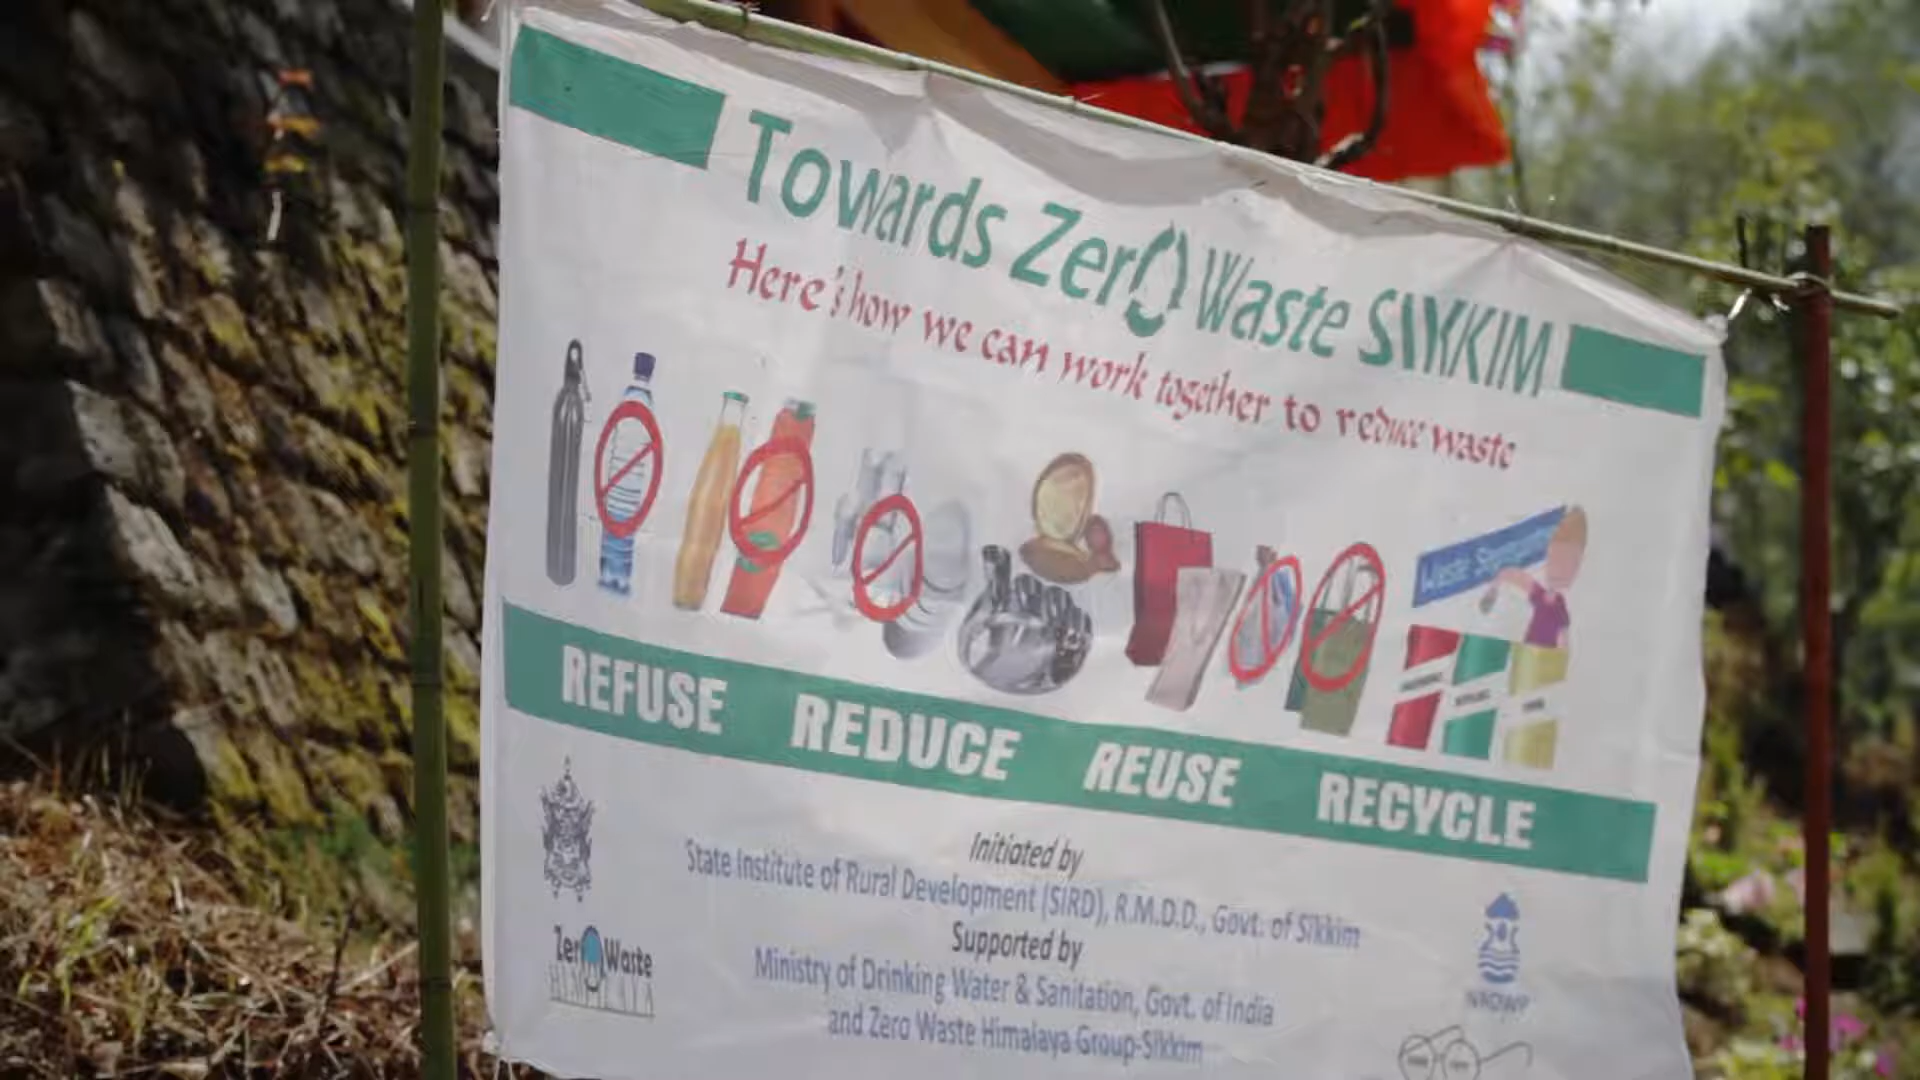 Towards Zero Waste SIKKIM
Here's how we can work together to reduce waste
REFUSE REDUCE REUSE RECYCLE
Initiated by
State Institute of Rural Development (SIRD), R.M.D.D., Govt. of Sikkim
Supported by
Ministry of Drinking Water & Sanitation, Govt. of India
and Zero Waste Himalaya Group-Sikkim
Zero Waste
HIMALAYA
NRDWP